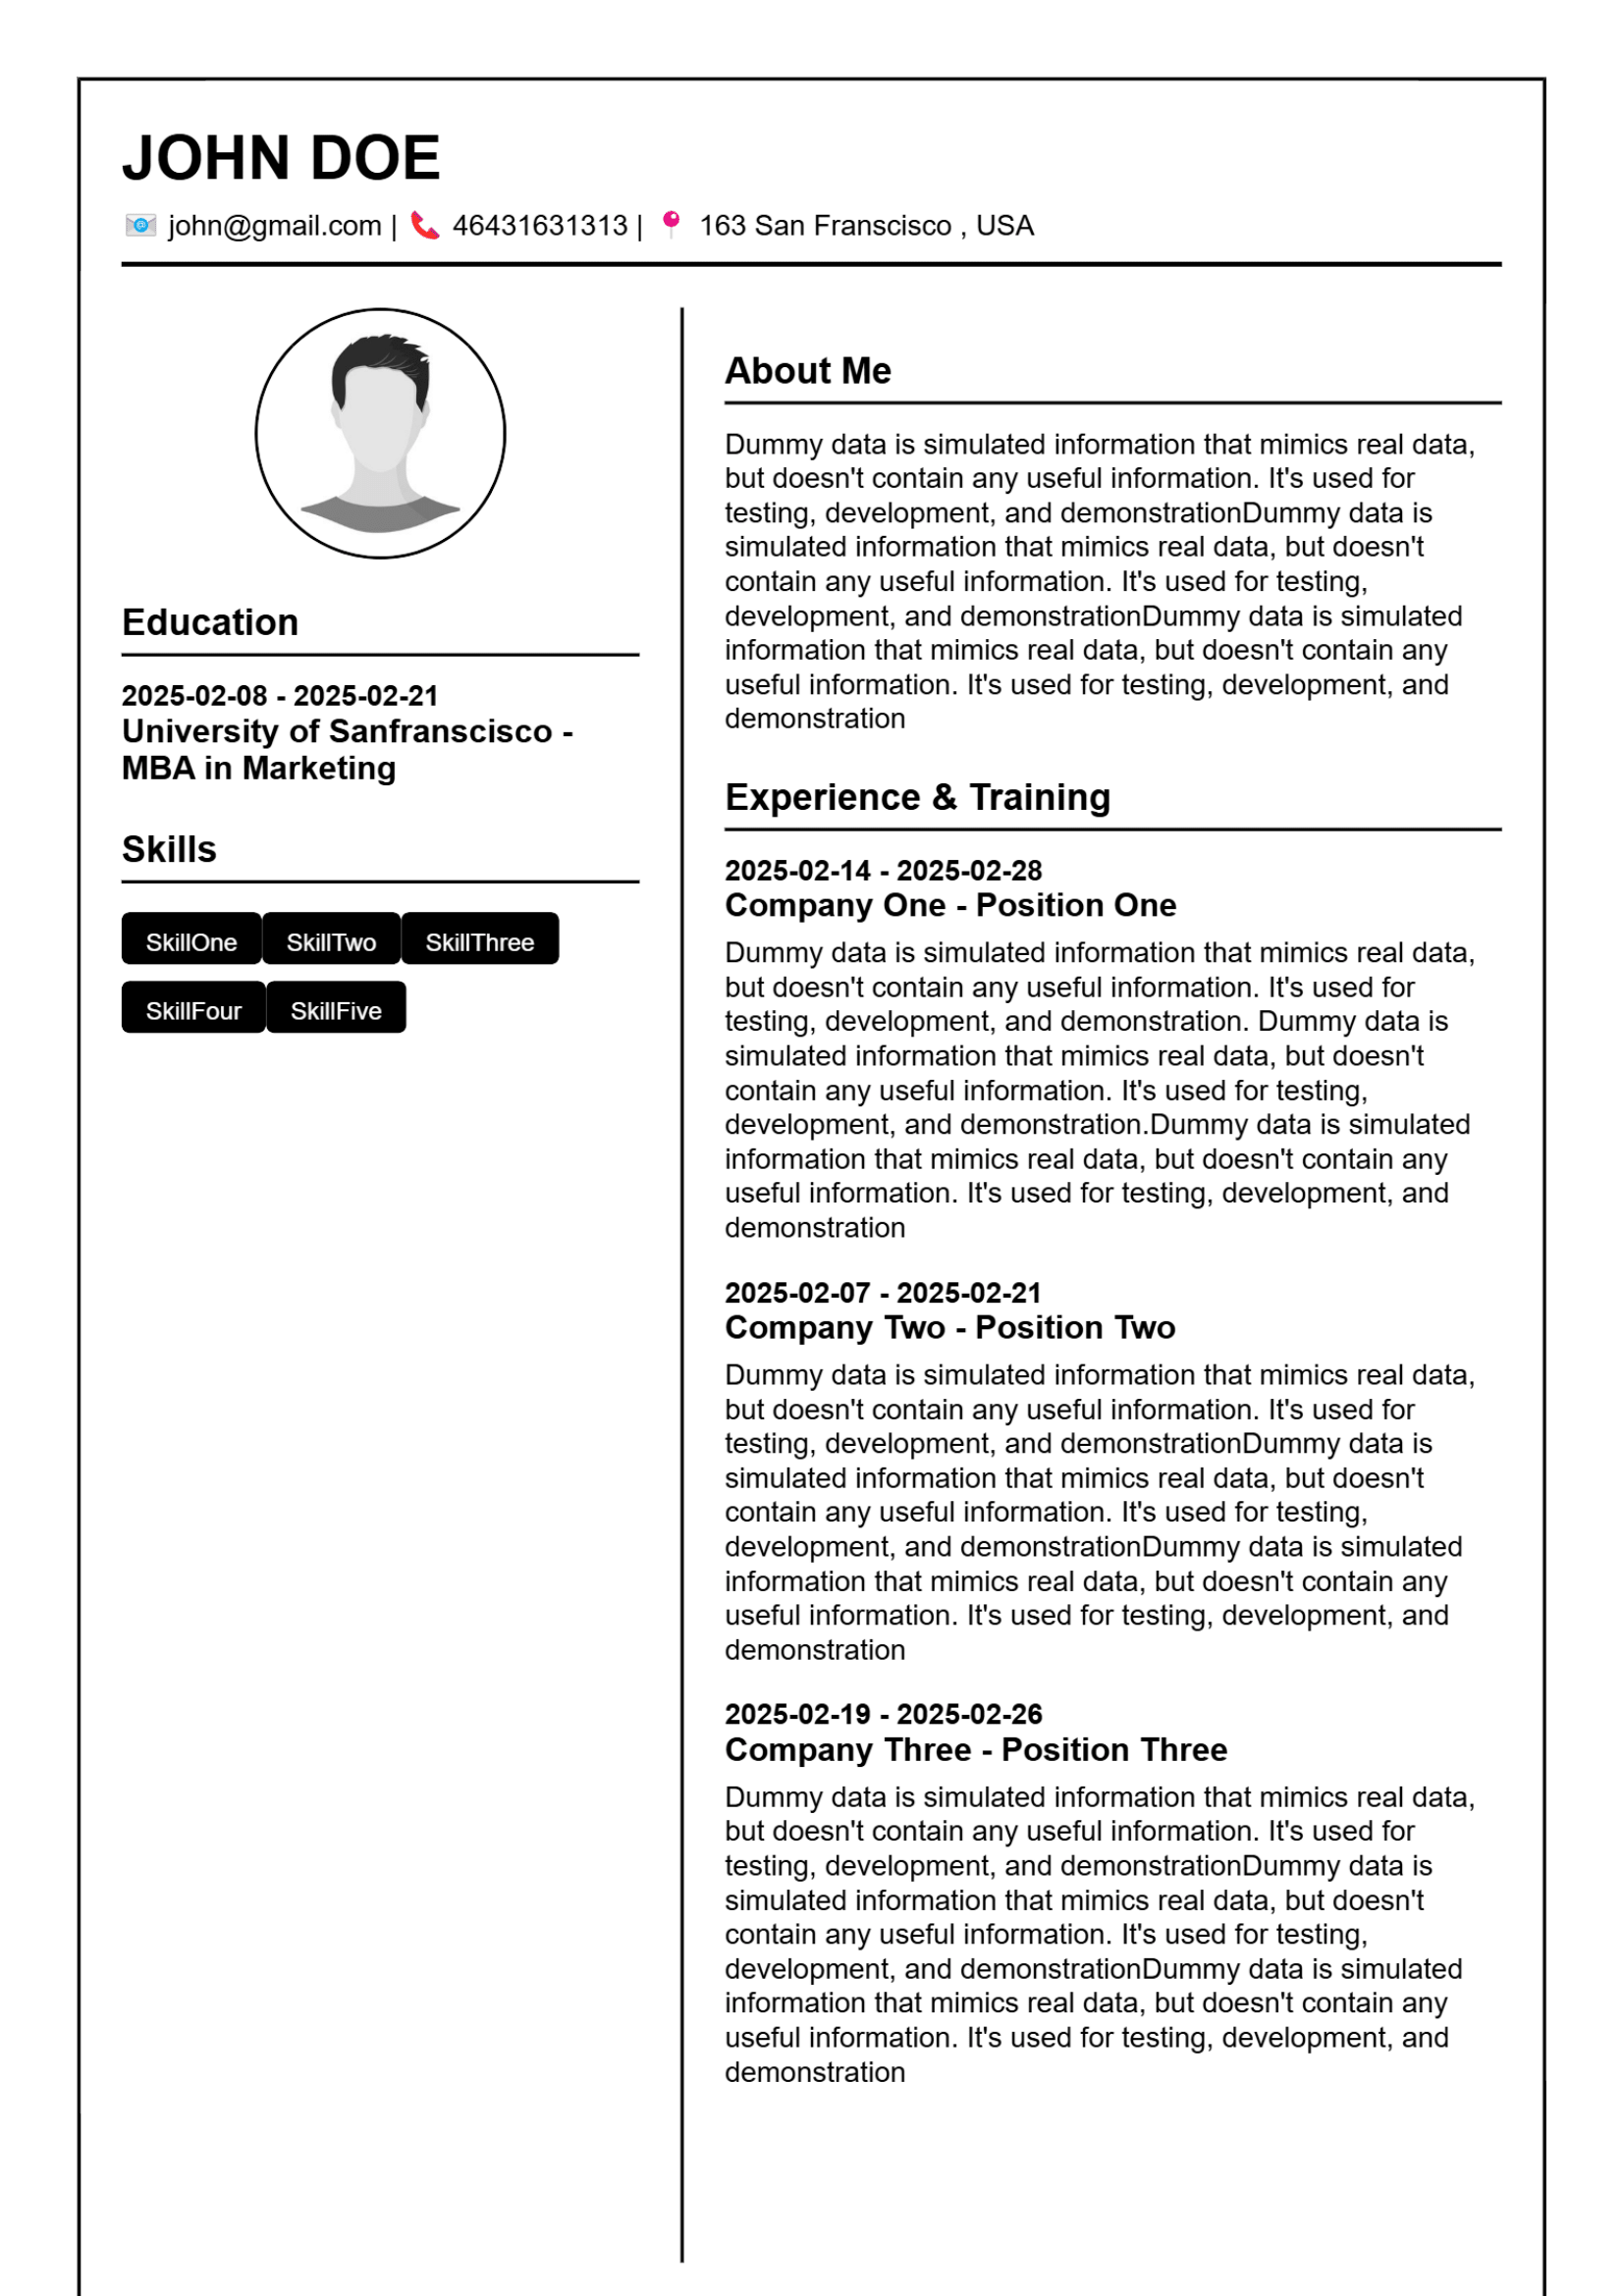 JOHN DOE
📧 john@gmail.com | 📞 46431631313 | 📍 163 San Franscisco , USA
Education
2025-02-08 - 2025-02-21
University of Sanfranscisco -
MBA in Marketing
Skills
SkillOne SkillTwo SkillThree
SkillFour SkillFive
About Me
Dummy data is simulated information that mimics real data,
but doesn't contain any useful information. It's used for
testing, development, and demonstrationDummy data is
simulated information that mimics real data, but doesn't
contain any useful information. It's used for testing,
development, and demonstrationDummy data is simulated
information that mimics real data, but doesn't contain any
useful information. It's used for testing, development, and
demonstration
Experience & Training
2025-02-14 - 2025-02-28
Company One - Position One
Dummy data is simulated information that mimics real data,
but doesn't contain any useful information. It's used for
testing, development, and demonstration. Dummy data is
simulated information that mimics real data, but doesn't
contain any useful information. It's used for testing,
development, and demonstration.Dummy data is simulated
information that mimics real data, but doesn't contain any
useful information. It's used for testing, development, and
demonstration
2025-02-07 - 2025-02-21
Company Two - Position Two
Dummy data is simulated information that mimics real data,
but doesn't contain any useful information. It's used for
testing, development, and demonstrationDummy data is
simulated information that mimics real data, but doesn't
contain any useful information. It's used for testing,
development, and demonstrationDummy data is simulated
information that mimics real data, but doesn't contain any
useful information. It's used for testing, development, and
demonstration
2025-02-19 - 2025-02-26
Company Three - Position Three
Dummy data is simulated information that mimics real data,
but doesn't contain any useful information. It's used for
testing, development, and demonstrationDummy data is
simulated information that mimics real data, but doesn't
contain any useful information. It's used for testing,
development, and demonstrationDummy data is simulated
information that mimics real data, but doesn't contain any
useful information. It's used for testing, development, and
demonstration